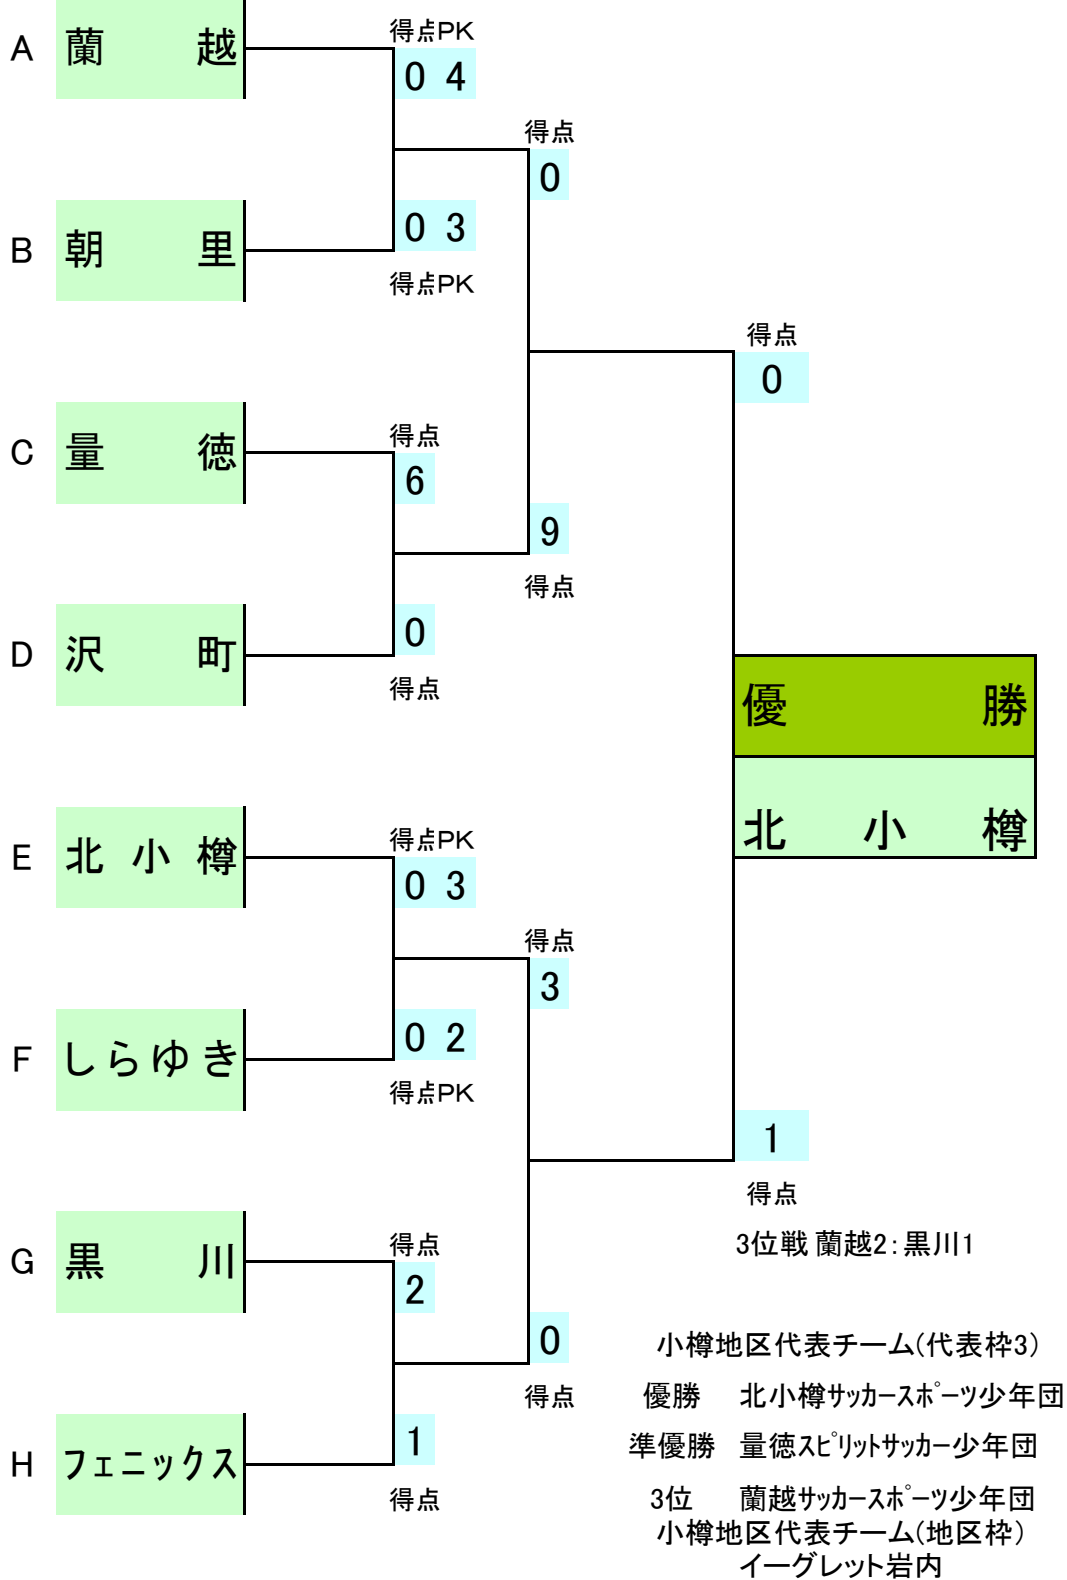 得点PK
A 蘭越
0 4
得点
0
0 3
B 朝里
得点PK
得点
0
得点
C 量徳
6
9
得点
0
D 沢町
得点
優勝
北小樽
得点PK
E 北小樽
0 3
得点
3
0 2
F しらゆき
得点PK
1
得点
3位戦 蘭越2:黒川1
得点
G 黒川
2
0
得点
小樽地区代表チーム(代表枠3)
優勝 北小樽サッカースポーツ少年団
1
準優勝 量徳スピリットサッカー少年団
H フェニックス
得点
3位 蘭越サッカースポーツ少年団
小樽地区代表チーム(地区枠)
イーグレット岩内